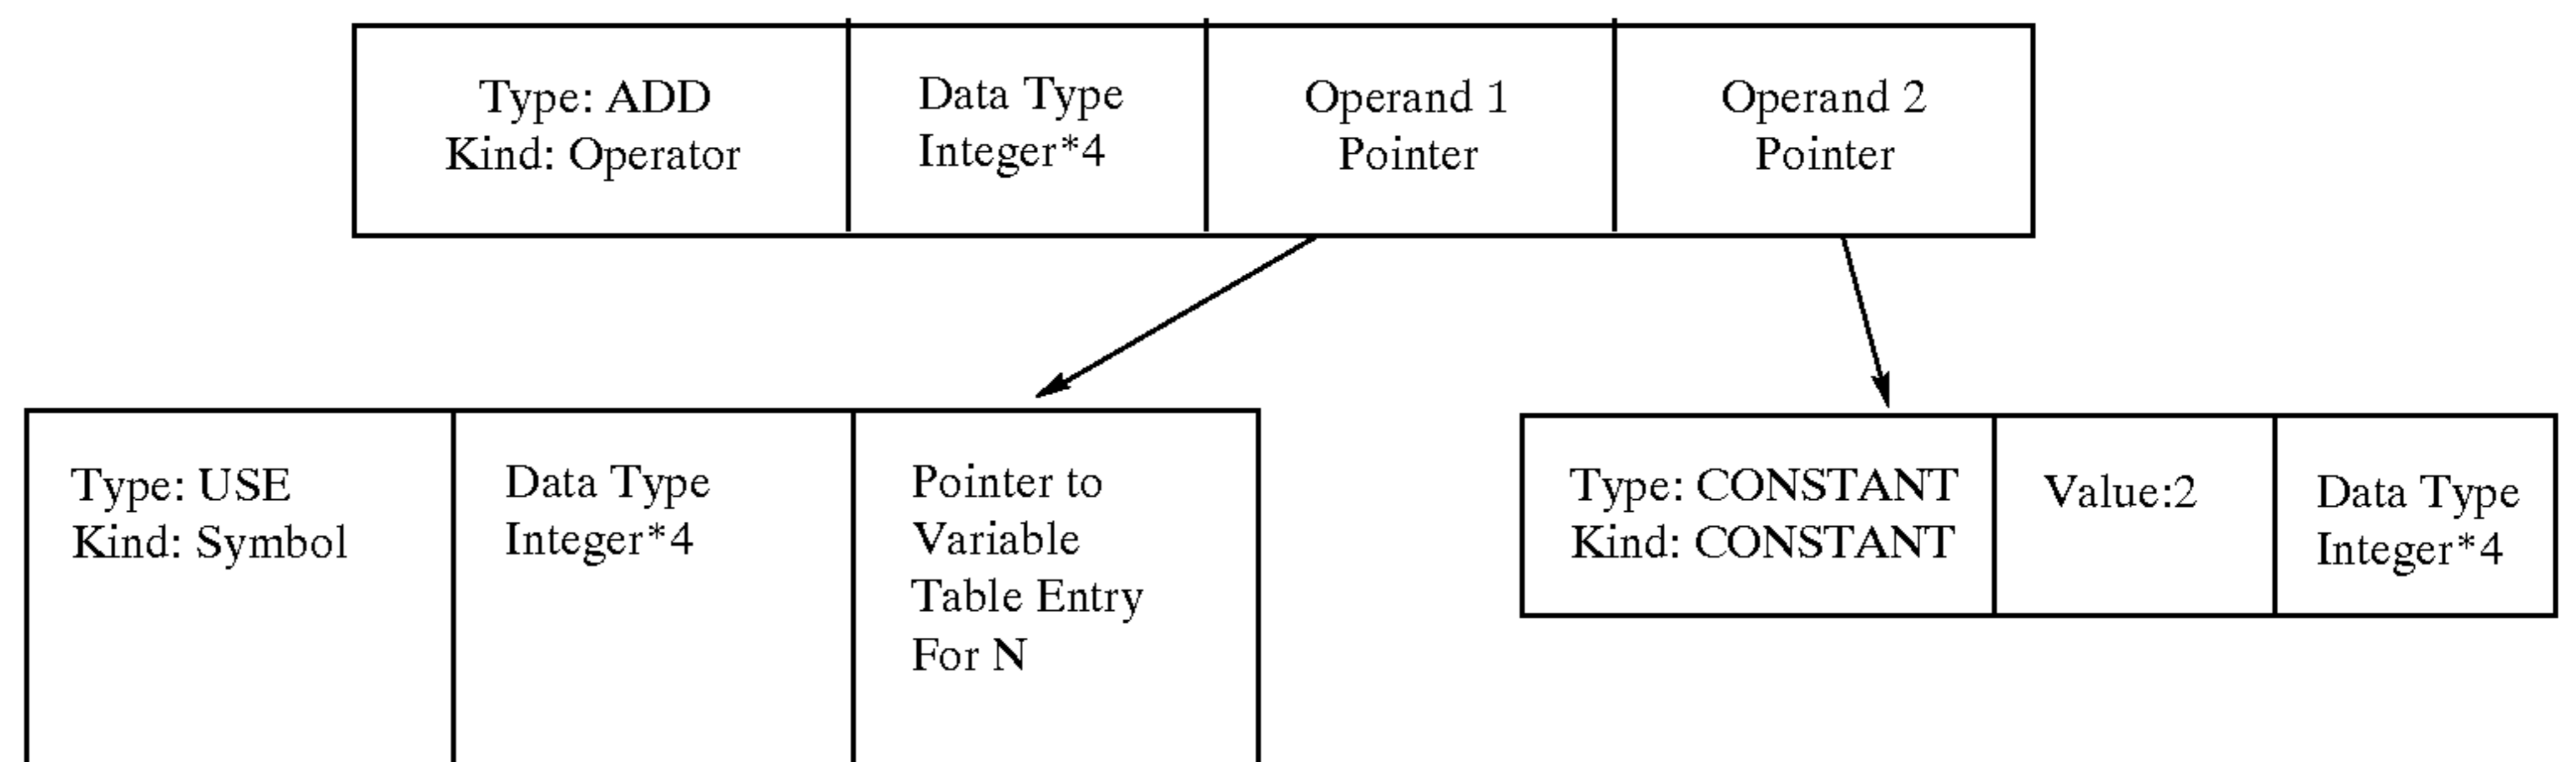 Type: ADD
Kind: Operator
Data Type
Integer*4
Operand 1
Pointer
Operand 2
Pointer
Type: USE
Kind: Symbol
Data Type
Integer*4
Pointer to
Variable
Table Entry
For N
Type: CONSTANT
Kind: CONSTANT
Value:2
Data Type
Integer*4